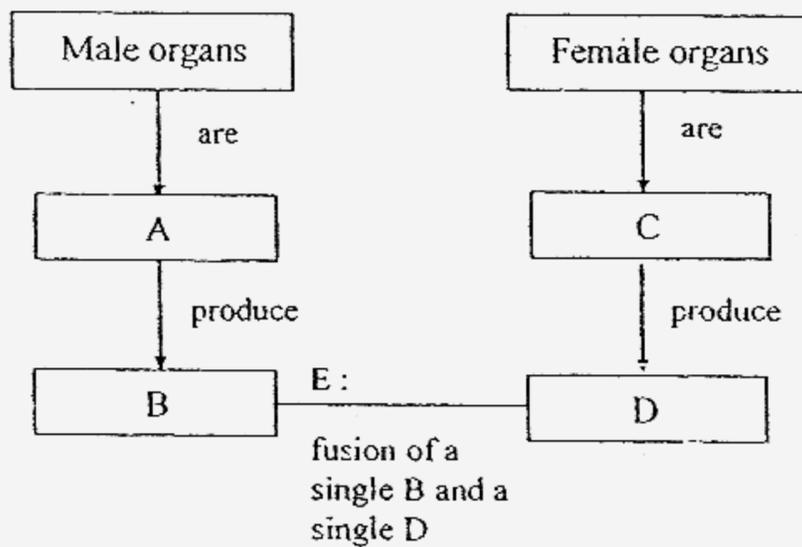 Male organs
Female organs
are
are
A
C
produce
produce
B
E :
D
fusion of a
single B and a
single D